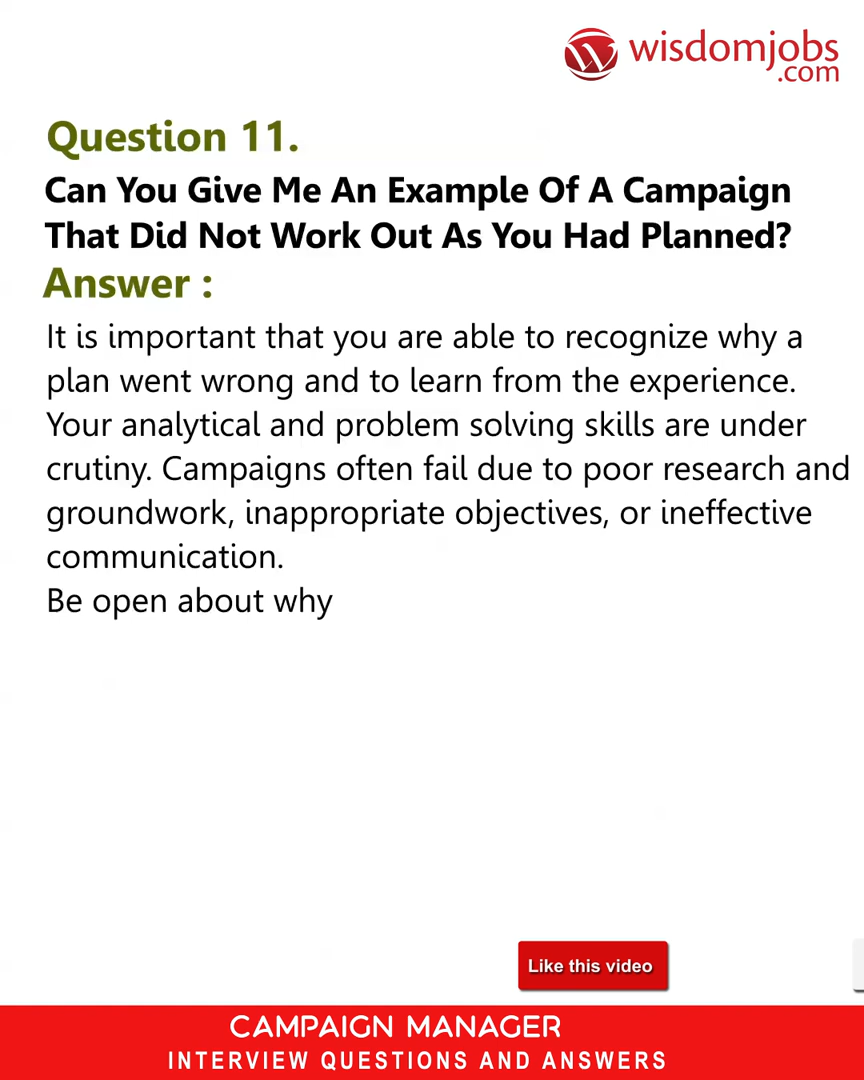 wisdomjobs
.com
Question 11.
Can You Give Me An Example Of A Campaign
That Did Not Work Out As You Had Planned?
Answer :
It is important that you are able to recognize why a
plan went wrong and to learn from the experience.
Your analytical and problem solving skills are under
crutiny. Campaigns often fail due to poor research and
groundwork, inappropriate objectives, or ineffective
communication.
Be open about why
Like this video
CAMPAIGN MANAGER
INTERVIEW QUESTIONS AND ANSWERS